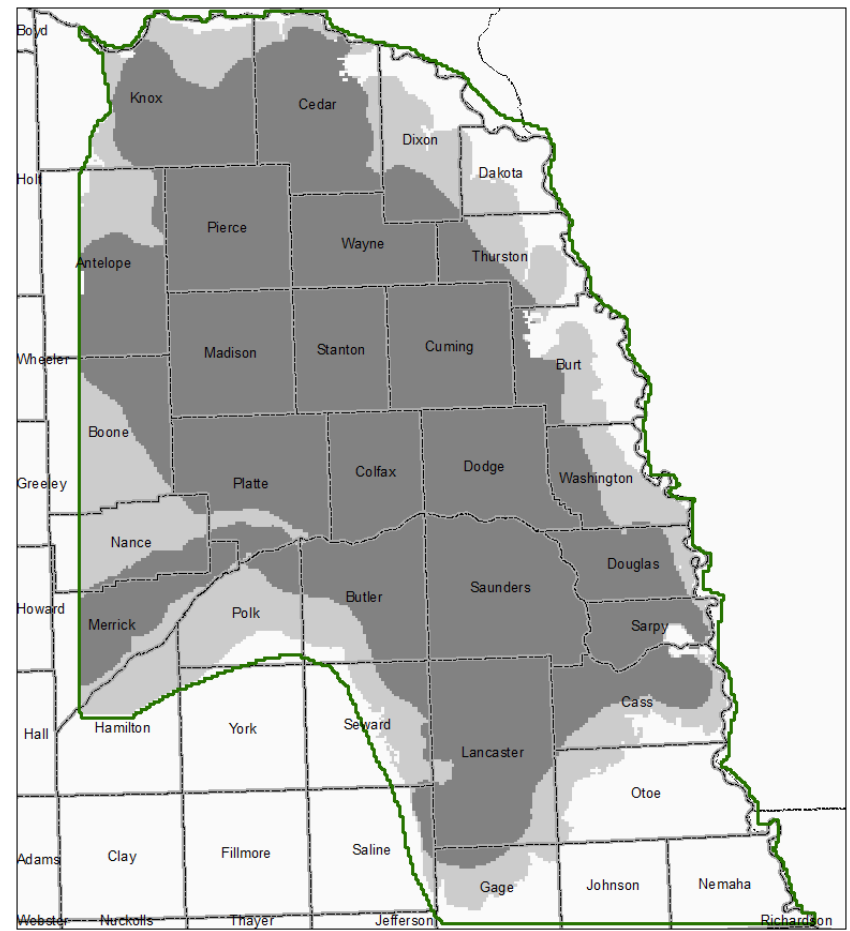 Boyd
Knox
Cedar
Dixon
Dakota
Holt
Pierce
Wayne
Thurston
Antelope
Wheeler
Madison
Stanton
Cuming
Burt
Boone
Greeley
Platte
Colfax
Dodge
Washington
Nance
Douglas
Howard
Merrick
Polk
Butler
Saunders
Sarpy
Hall
Hamilton
York
Seward
Lancaster
Cass
Otoe
Adams
Clay
Fillmore
Saline
Gage
Johnson
Nemaha
Webster
Nuckolls
Thayer
Jefferson
Richardson